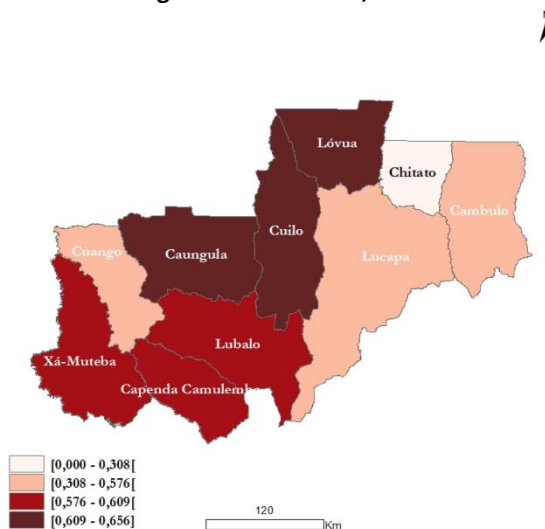 Lóvua
Chitato
Cambulo
Cuilo
Cuango
Caungula
Lucapa
Lubalo
Xá-Muteba
Capenda Camulemba
[0,000 - 0,308[
[0,308 - 0,576[
[0,576 - 0,609[
[0,609 - 0,656]
120
Km